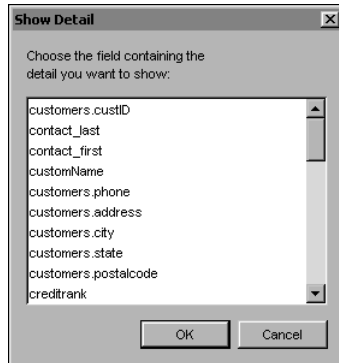 Show Detail
Choose the field containing the
detail you want to show:
customers.custID
contact_last
contact_first
customName
customers.phone
customers.address
customers.city
customers.state
customers.postalcode
creditrank
OK Cancel